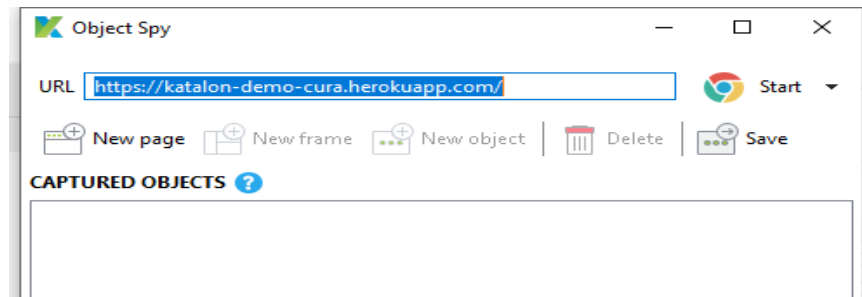 Object Spy
URL https://katalon-demo-cura.herokuapp.com/ Start
New page New frame New object Delete Save
CAPTURED OBJECTS ?